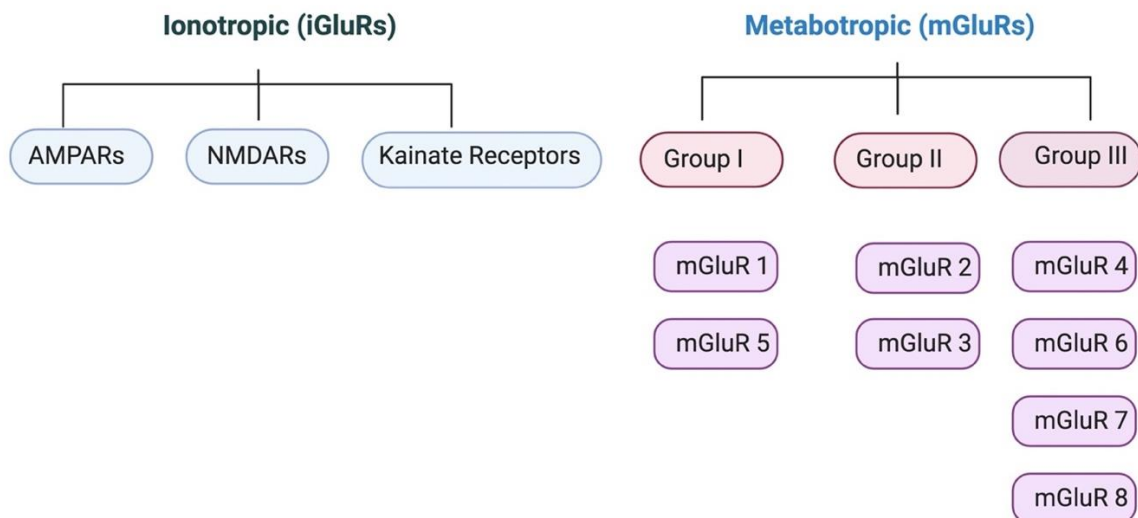 Ionotropic (iGluRs)
Metabotropic (mGluRs)
AMPARs
NMDARs
Kainate Receptors
Group I
Group II
Group III
mGluR 1
mGluR 2
mGluR 4
mGluR 5
mGluR 3
mGluR 6
mGluR 7
mGluR 8